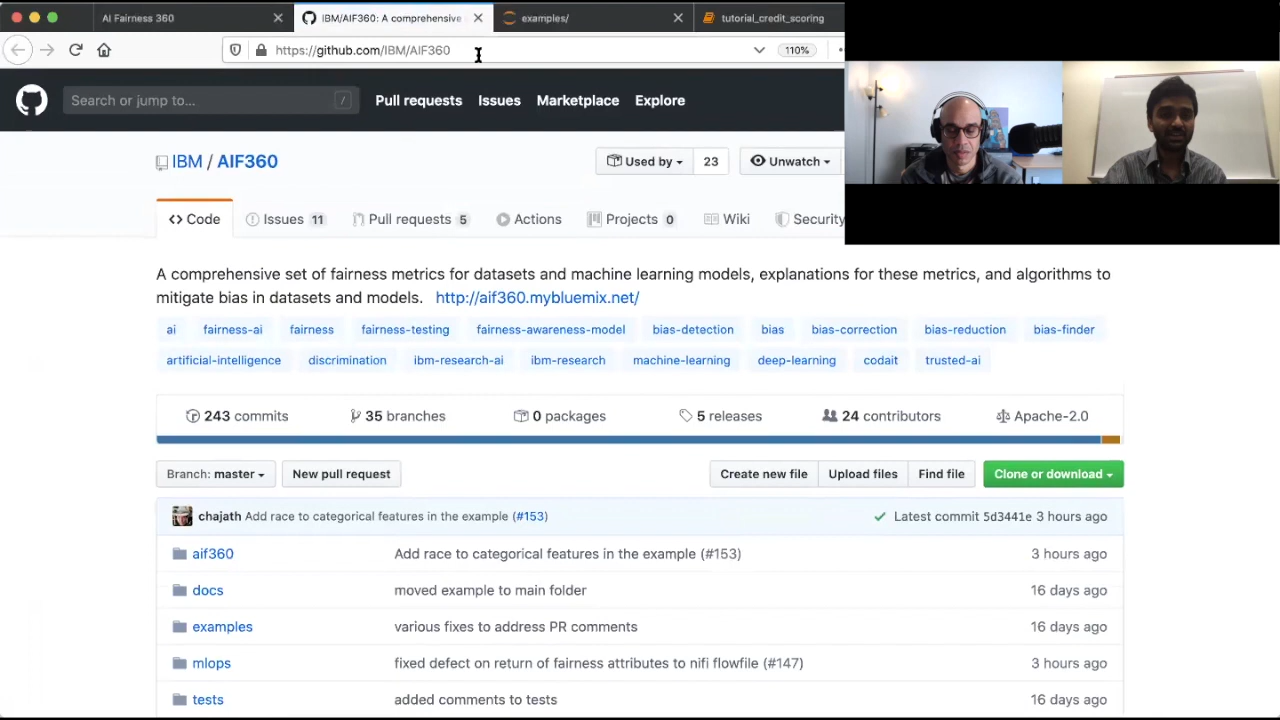 AI Fairness 360
IBM/AIF360: A comprehensive
examples/
tutorial_credit_scoring
https://github.com/IBM/AIF360
110%
Search or jump to...
/
Pull requests
Issues
Marketplace
Explore
IBM / AIF360
Used by
23
Unwatch
Code
Issues 11
Pull requests 5
Actions
Projects 0
Wiki
Security
A comprehensive set of fairness metrics for datasets and machine learning models, explanations for these metrics, and algorithms to
mitigate bias in datasets and models. http://aif360.mybluemix.net/
ai fairness-ai fairness fairness-testing fairness-awareness-model bias-detection bias bias-correction bias-reduction bias-finder
artificial-intelligence discrimination ibm-research-ai ibm-research machine-learning deep-learning codait trusted-ai
243 commits 35 branches 0 packages 5 releases 24 contributors Apache-2.0
Branch: master New pull request Create new file Upload files Find file Clone or download
chajath Add race to categorical features in the example (#153) Latest commit 5d3441e 3 hours ago
aif360 Add race to categorical features in the example (#153) 3 hours ago
docs moved example to main folder 16 days ago
examples various fixes to address PR comments 16 days ago
mlops fixed defect on return of fairness attributes to nifi flowfile (#147) 3 hours ago
tests added comments to tests 16 days ago